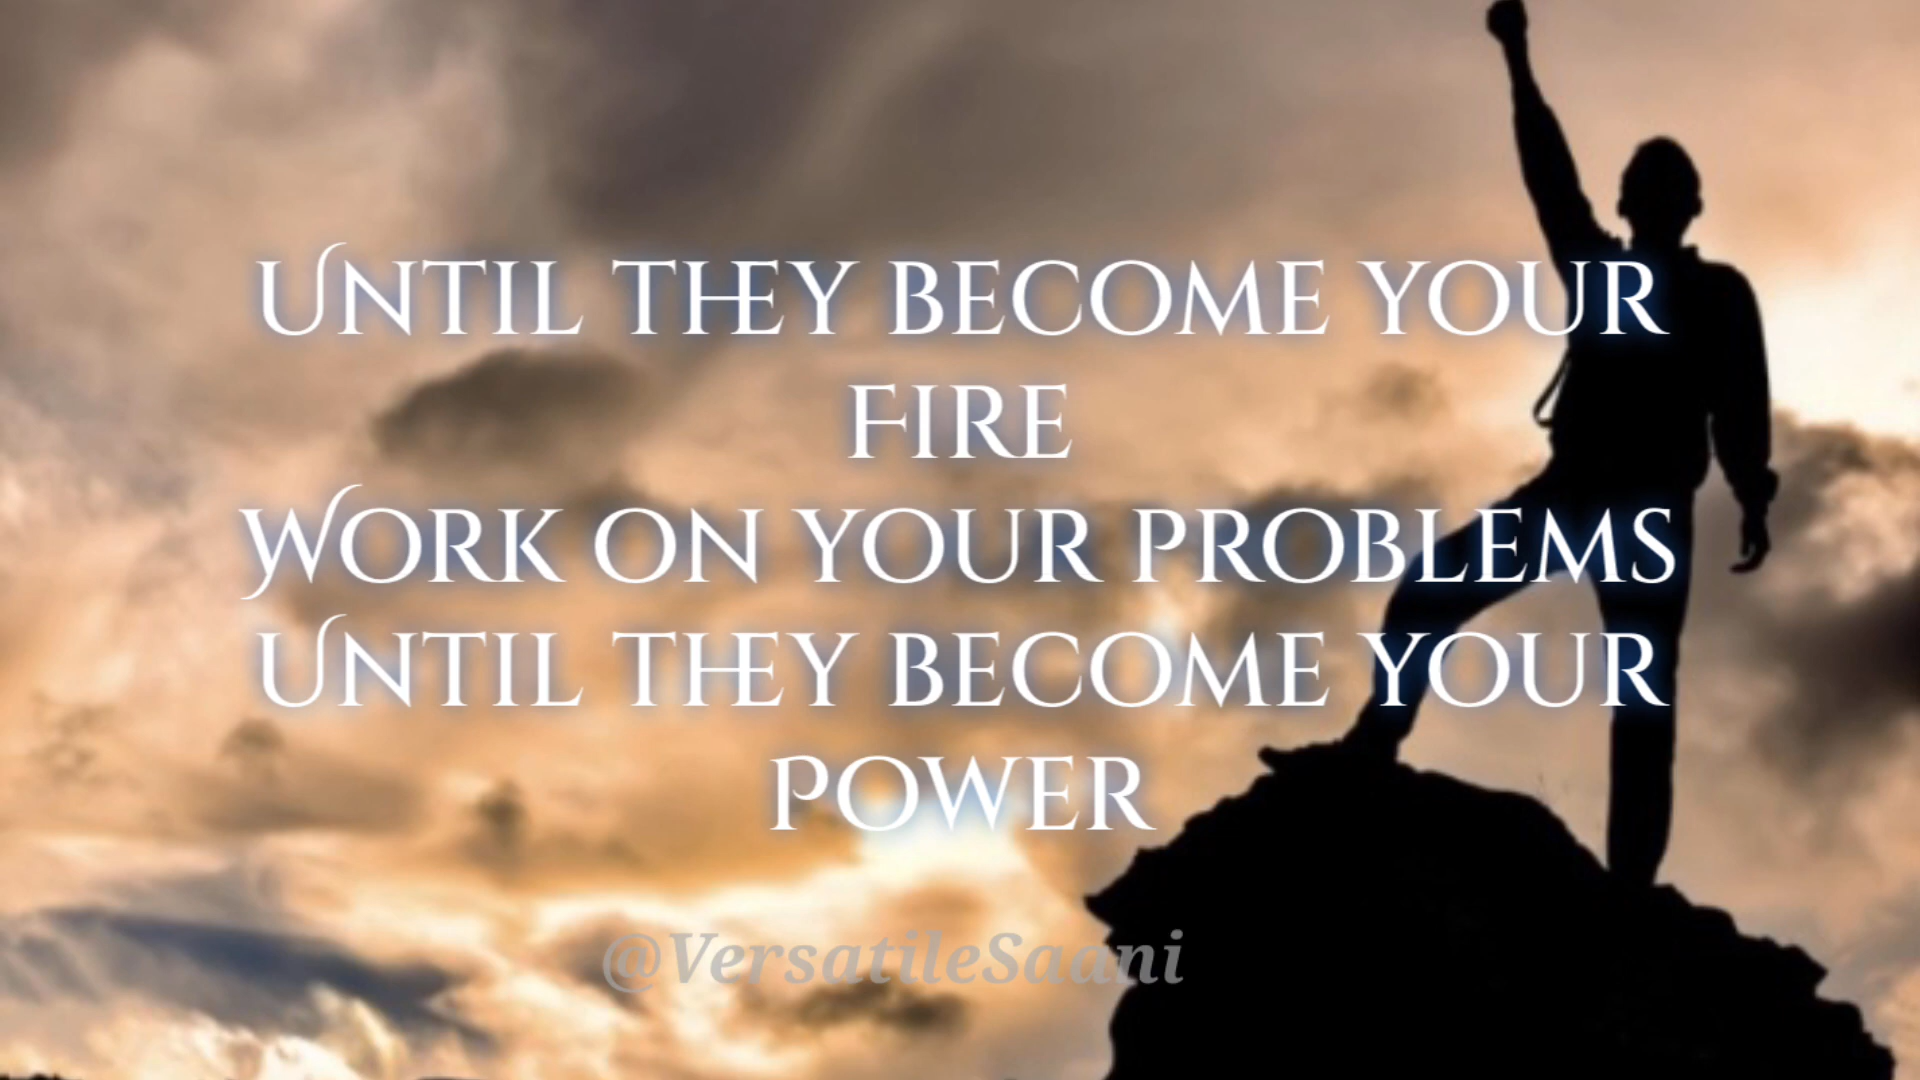 Until they become your
Fire
Work on your problems
Until they become your
Power
@VersatileSaani